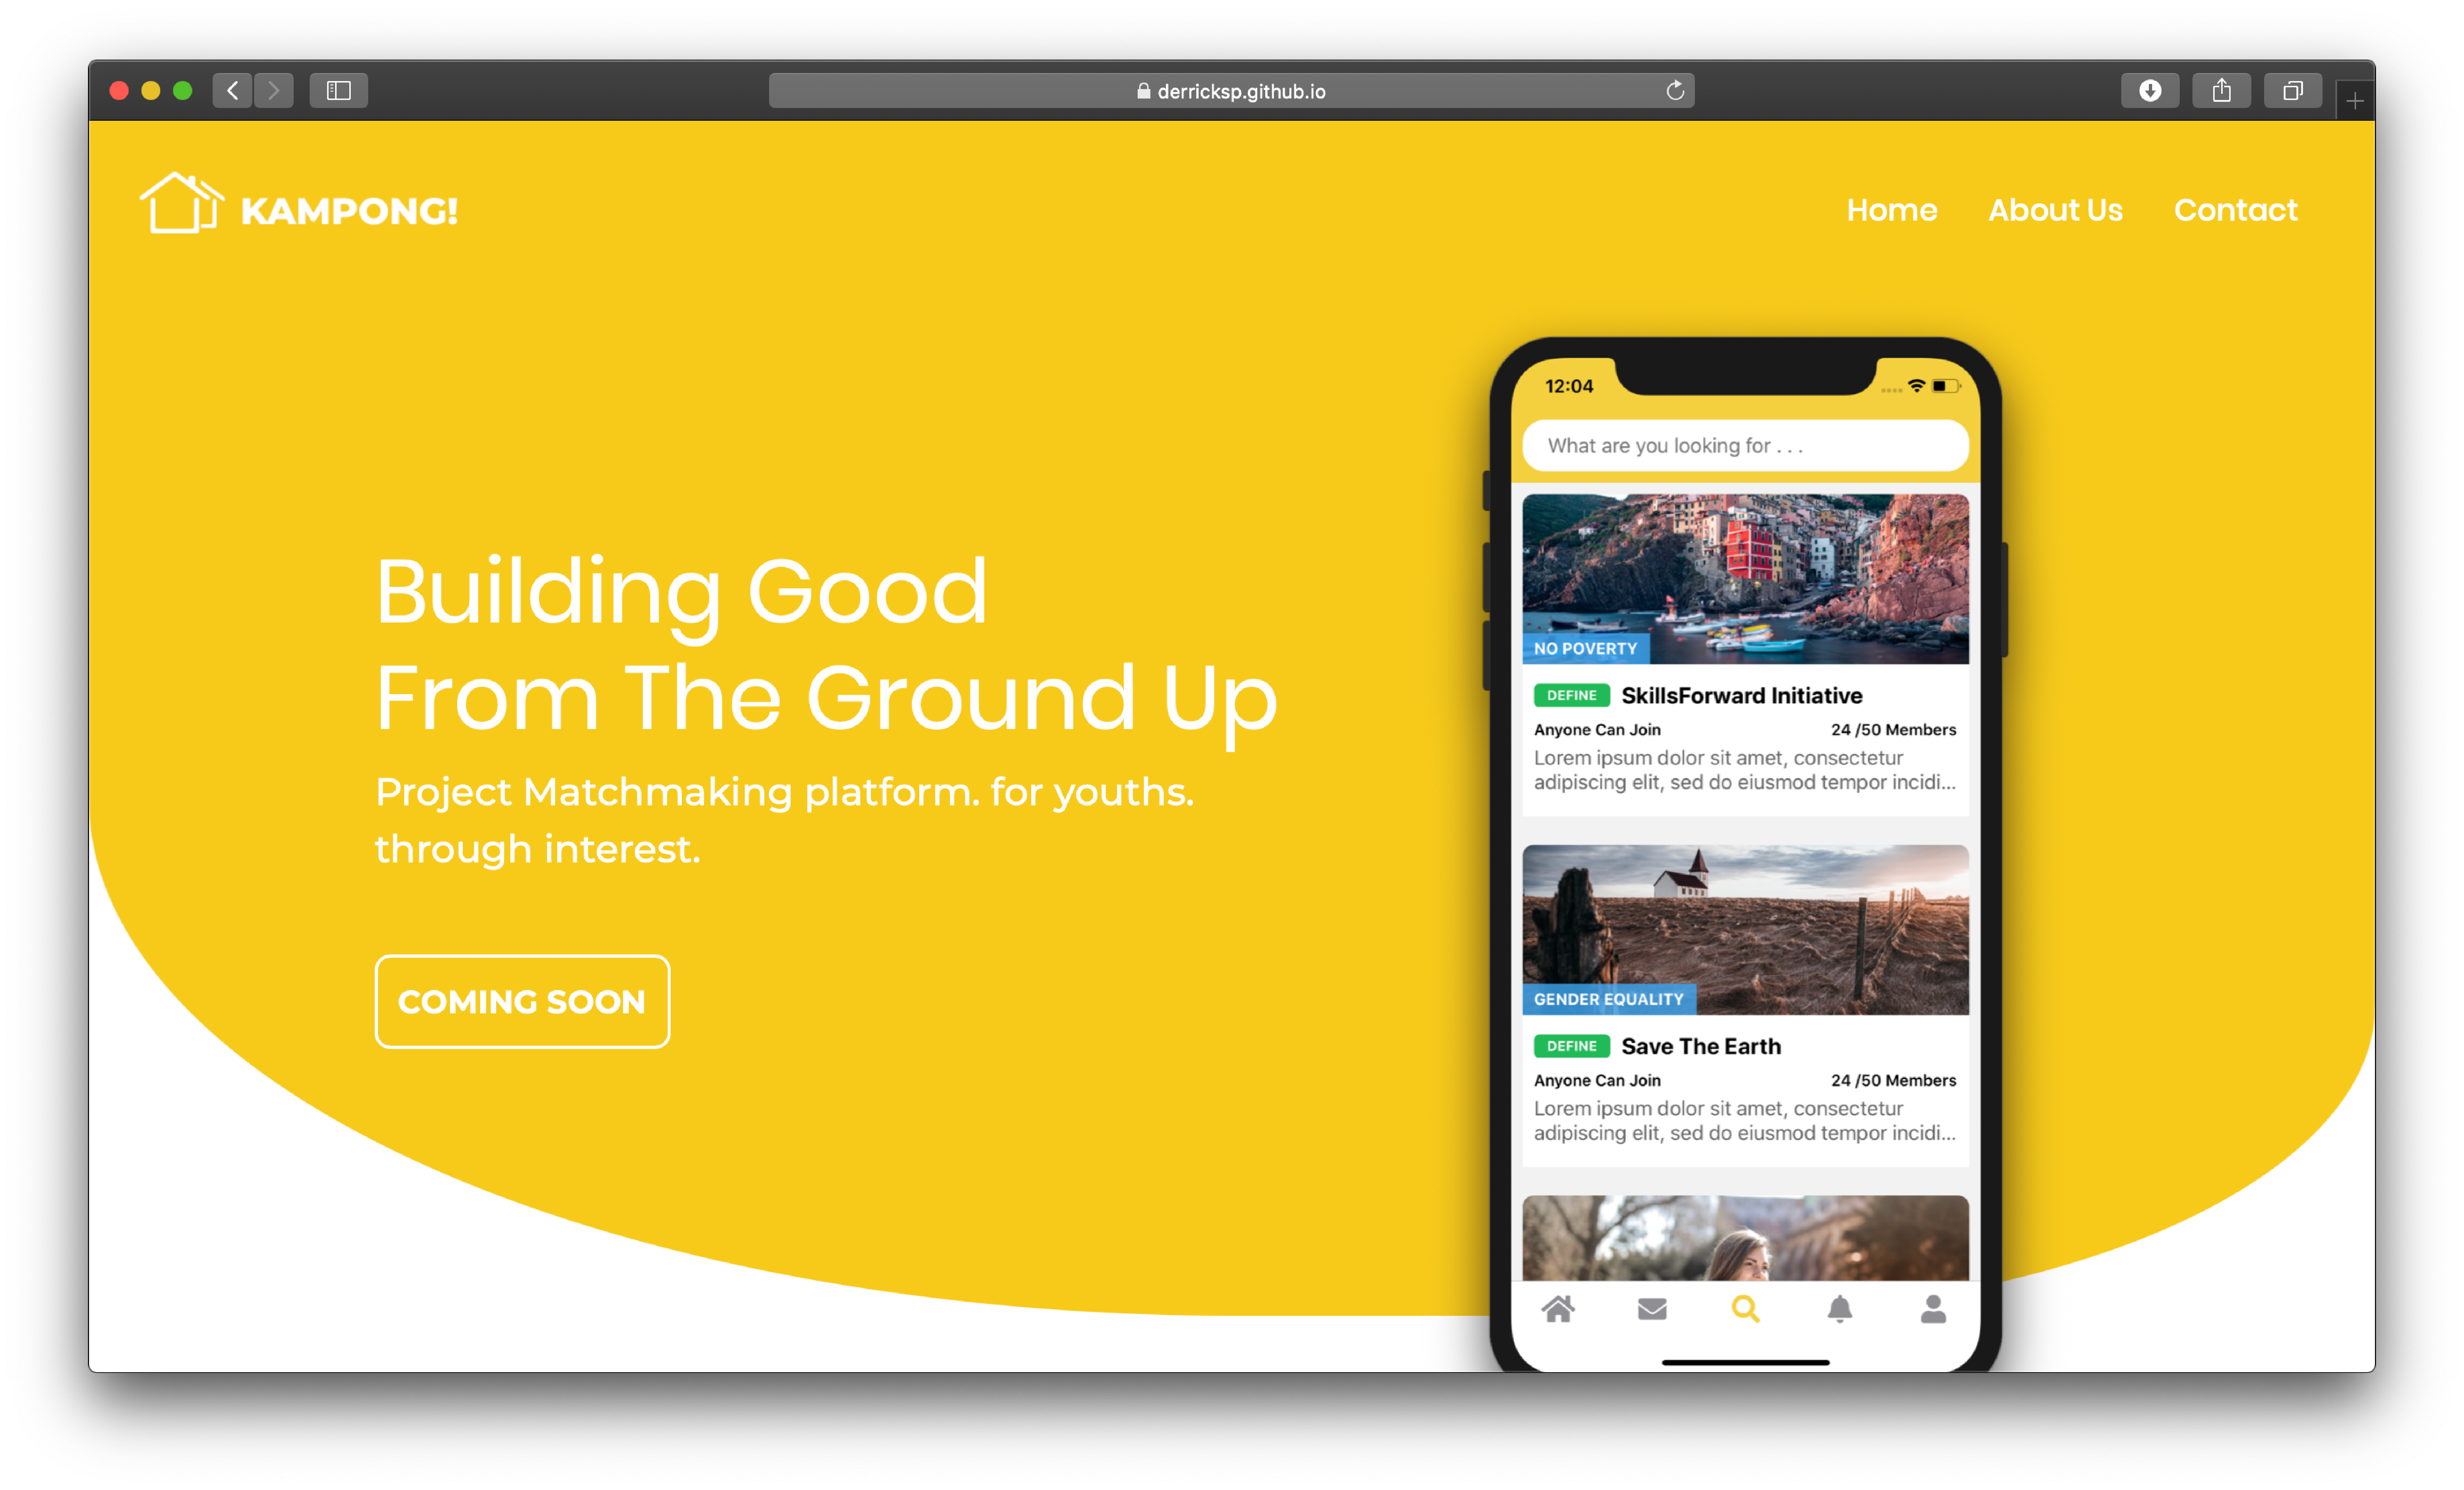 derricksp.github.io
KAMPONG!
Home About Us Contact
Building Good
From The Ground Up
Project Matchmaking platform. for youths.
through interest.
COMING SOON
12:04
What are you looking for . . .
NO POVERTY
DEFINE SkillsForward Initiative
Anyone Can Join 24 /50 Members
Lorem ipsum dolor sit amet, consectetur
adipiscing elit, sed do eiusmod tempor incidi...
GENDER EQUALITY
DEFINE Save The Earth
Anyone Can Join 24 /50 Members
Lorem ipsum dolor sit amet, consectetur
adipiscing elit, sed do eiusmod tempor incidi...